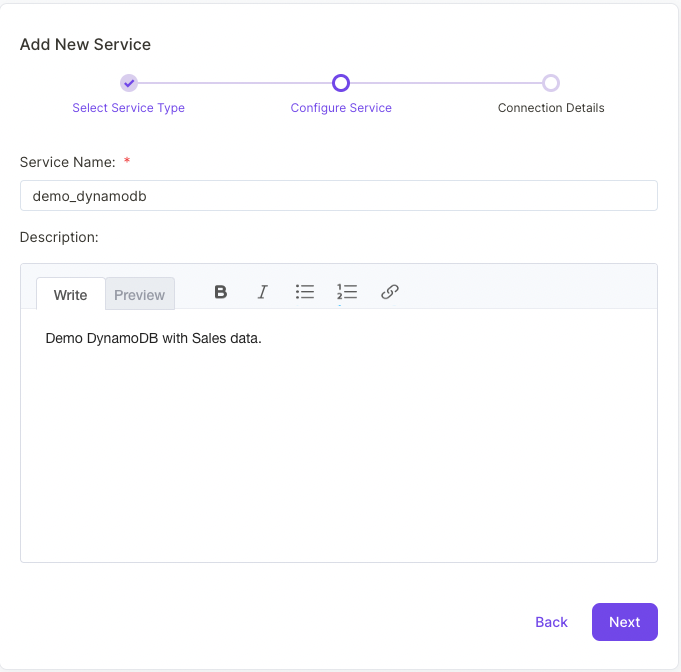 Add New Service
Select Service Type Configure Service Connection Details
Service Name: *
demo_dynamodb
Description:
Write Preview B I
Demo DynamoDB with Sales data.
Back Next